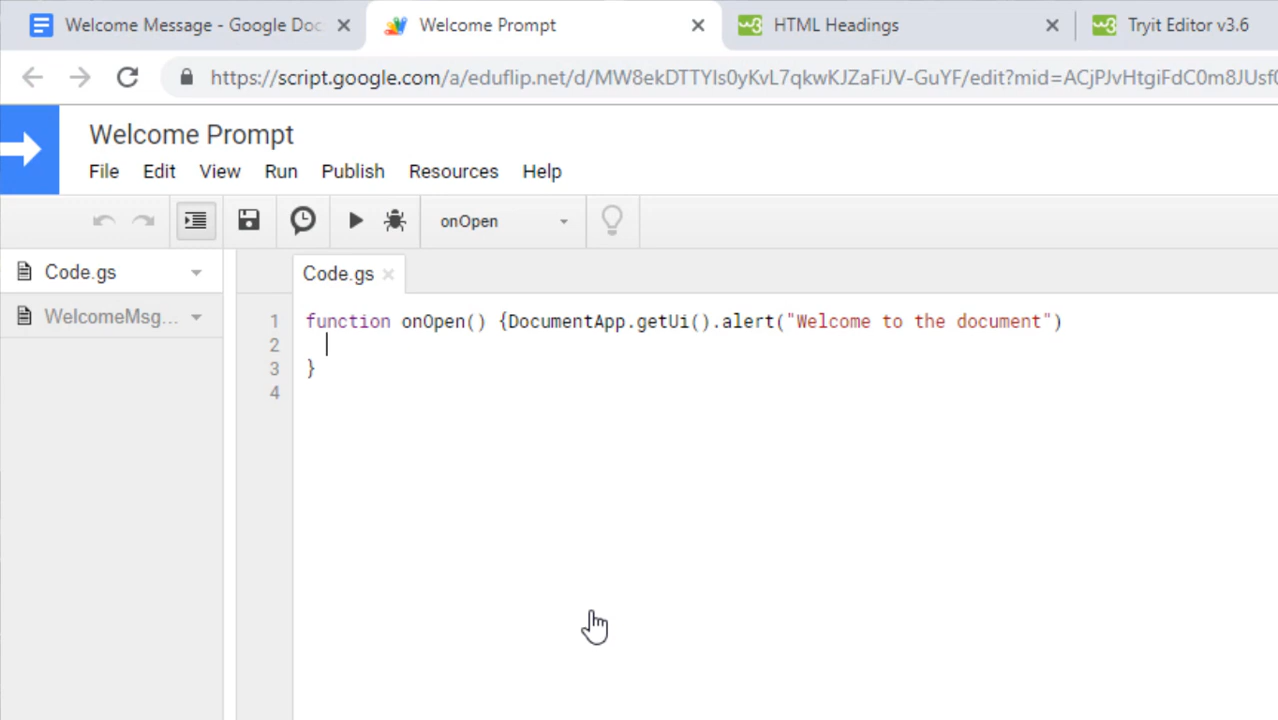 Welcome Message - Google Doc
Welcome Prompt
HTML Headings
Tryit Editor v3.6
https://script.google.com/a/eduflip.net/d/MW8ekDTTYIs0yKvL7qkwKJZaFiJV-GuYF/edit?mid=ACjPJvHtgiFdC0m8JUsf0
Welcome Prompt
File Edit View Run Publish Resources Help
onOpen
Code.gs
WelcomeMsg...
Code.gs
1 function onOpen() {DocumentApp.getUi().alert("Welcome to the document")
2
3 }
4